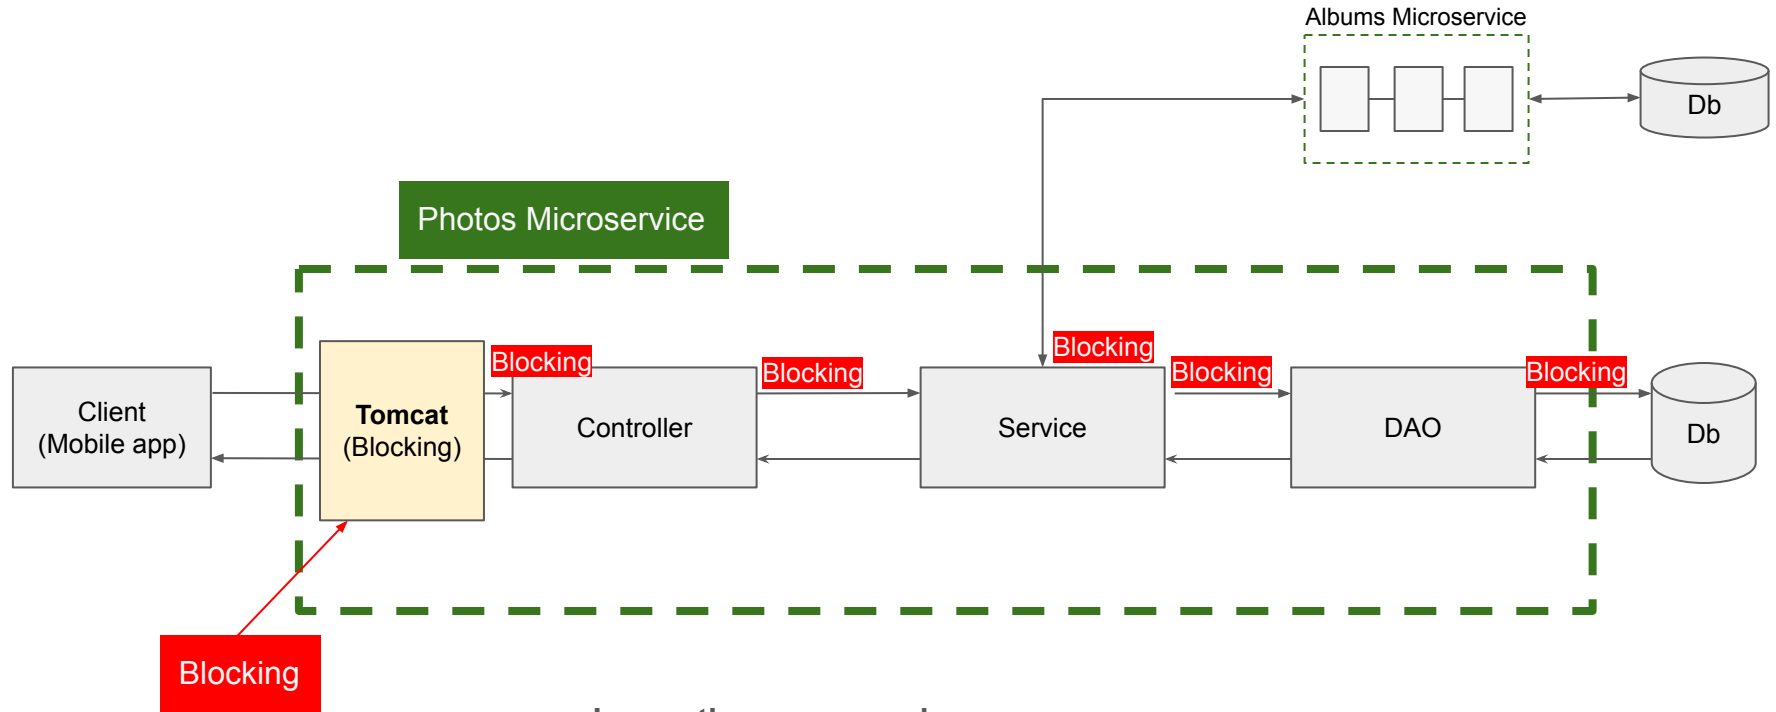 Albums Microservice
Db
Photos Microservice
Blocking
Blocking
Blocking
Blocking
Blocking
Client
(Mobile app)
Tomcat
(Blocking)
Controller
Service
DAO
Db
Blocking